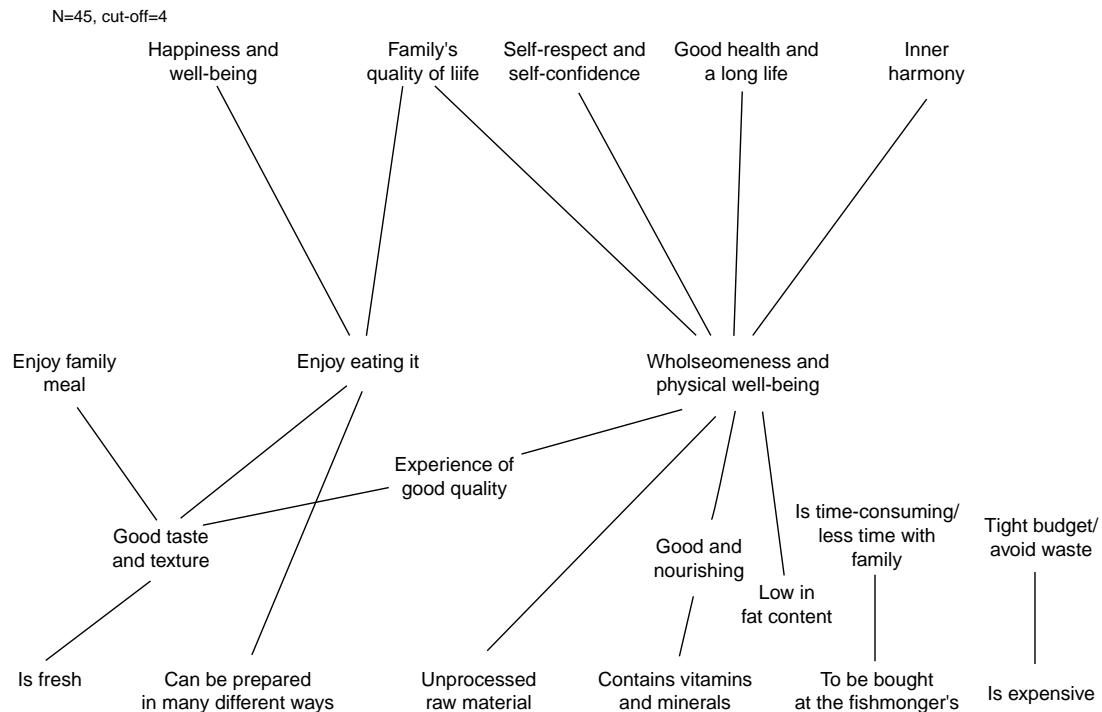 N=45, cut-off=4
Happiness and
well-being
Family's
quality of liife
Self-respect and
self-confidence
Good health and
a long life
Inner
harmony
Enjoy family
meal
Enjoy eating it
Wholseomeness and
physical well-being
Experience of
good quality
Good taste
and texture
Good and
nourishing
Low in
fat content
Is time-consuming/
less time with
family
Tight budget/
avoid waste
Is fresh
Can be prepared
in many different ways
Unprocessed
raw material
Contains vitamins
and minerals
To be bought
at the fishmonger's
Is expensive